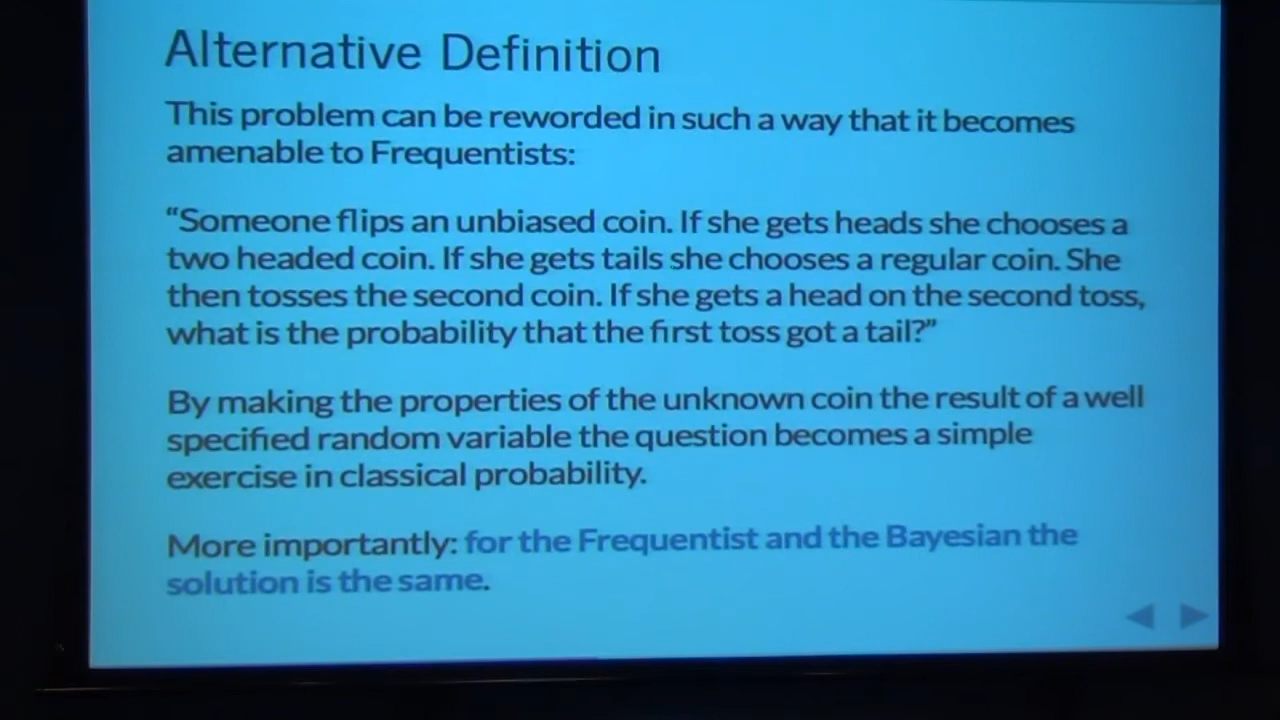 Alternative Definition
This problem can be reworded in such a way that it becomes
amenable to Frequentists:
“Someone flips an unbiased coin. If she gets heads she chooses a
two headed coin. If she gets tails she chooses a regular coin. She
then tosses the second coin. If she gets a head on the second toss,
what is the probability that the first toss got a tail?”
By making the properties of the unknown coin the result of a well
specified random variable the question becomes a simple
exercise in classical probability.
More importantly: for the Frequentist and the Bayesian the
solution is the same.